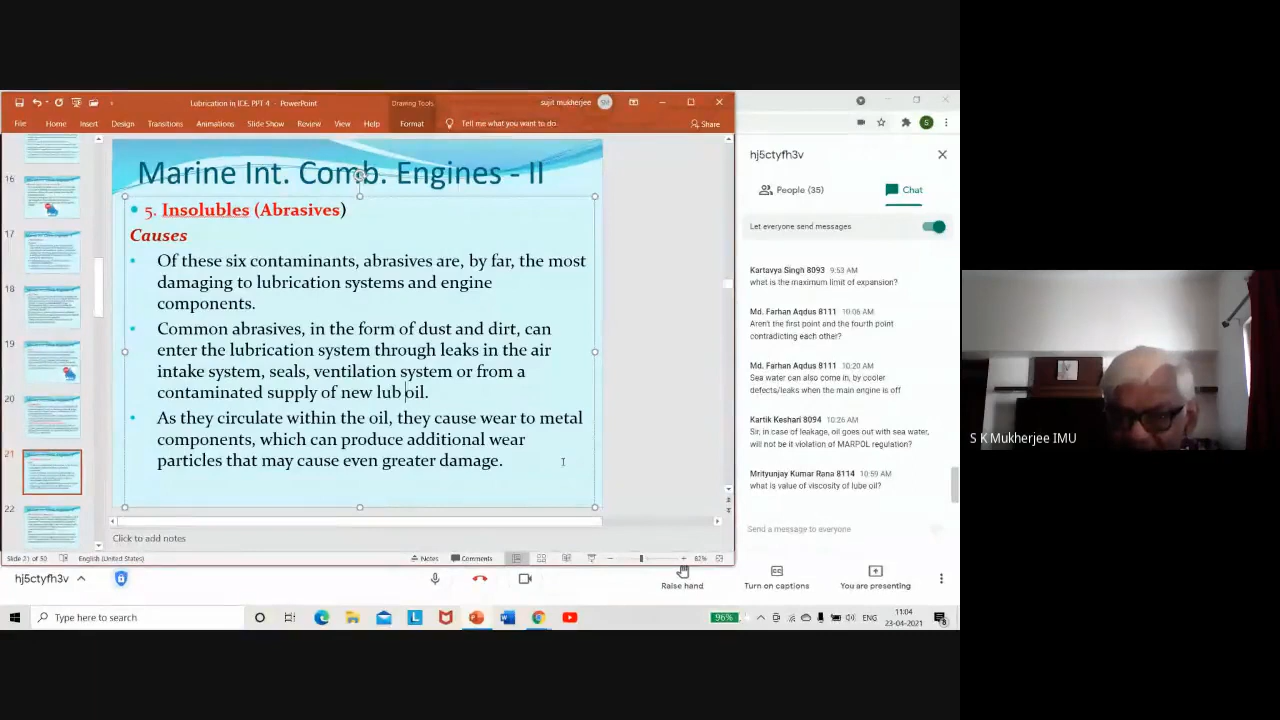 Lubrication in ICE. PPT 4 - PowerPoint
Drawing Tools
sujit mukherjee
SM
File Home Insert Design Transitions Animations Slide Show Review View Help Format Tell me what you want to do Share
16
17
18
19
20
21
22
Marine Int. Comb. Engines - II
5. Insolubles (Abrasives)
Causes
Of these six contaminants, abrasives are, by far, the most
damaging to lubrication systems and engine
components.
Common abrasives, in the form of dust and dirt, can
enter the lubrication system through leaks in the air
intake system, seals, ventilation system or from a
contaminated supply of new lub oil.
As they circulate within the oil, they cause wear to metal
components, which can produce additional wear
particles that may cause even greater damage.
Click to add notes
Slide 21 of 50 English (United States) Notes Comments 82%
hj5ctyfh3v
People (35)
Chat
Let everyone send messages
Kartavya Singh 8093 9:53 AM
what is the maximum limit of expansion?
Md. Farhan Aqdus 8111 10:06 AM
Aren't the first point and the fourth point
contradicting each other?
Md. Farhan Aqdus 8111 10:20 AM
Sea water can also come in, by cooler
defects/leaks when the main engine is off
Kartik Keshari 8094 10:26 AM
Sir, in case of leakage, oil goes out with sea water,
will not be it violation of MARPOL regulation?
Mrityunjay Kumar Rana 8114 10:59 AM
what is value of viscosity of lube oil?
Send a message to everyone
hj5ctyfh3v
Raise hand
Turn on captions
You are presenting
Type here to search
96%
ENG
11:04
23-04-2021
S K Mukherjee IMU